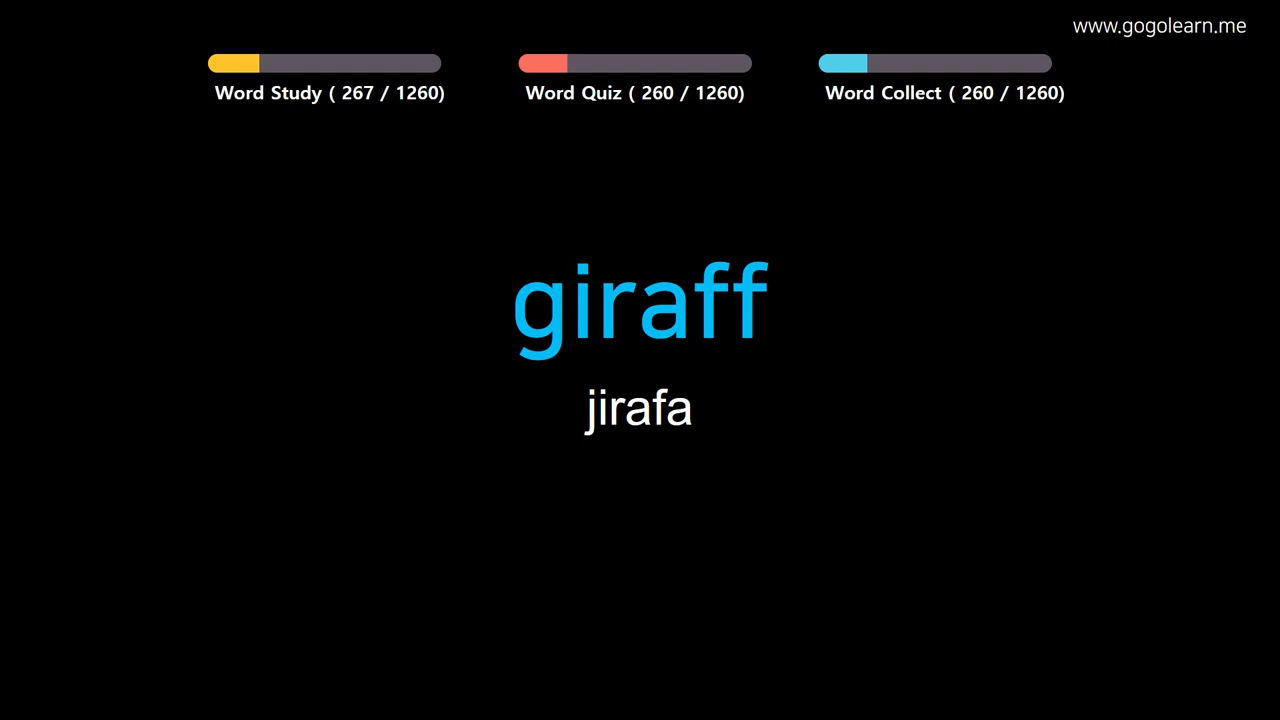 www.gogolearn.me
Word Study ( 267 / 1260)
Word Quiz ( 260 / 1260)
Word Collect ( 260 / 1260)
giraff
jirafa